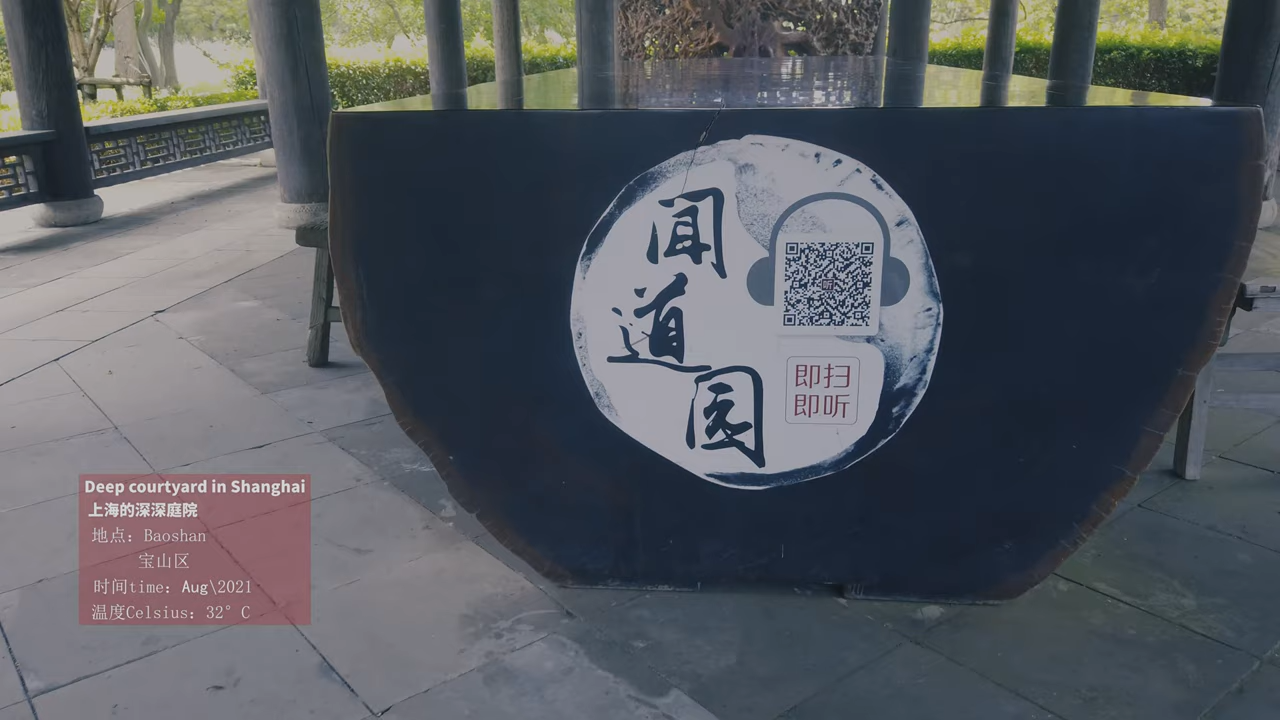 闻道园
即扫
即听
Deep courtyard in Shanghai
上海的深深庭院
地点：Baoshan
宝山区
时间time：Aug\2021
温度Celsius：32°C